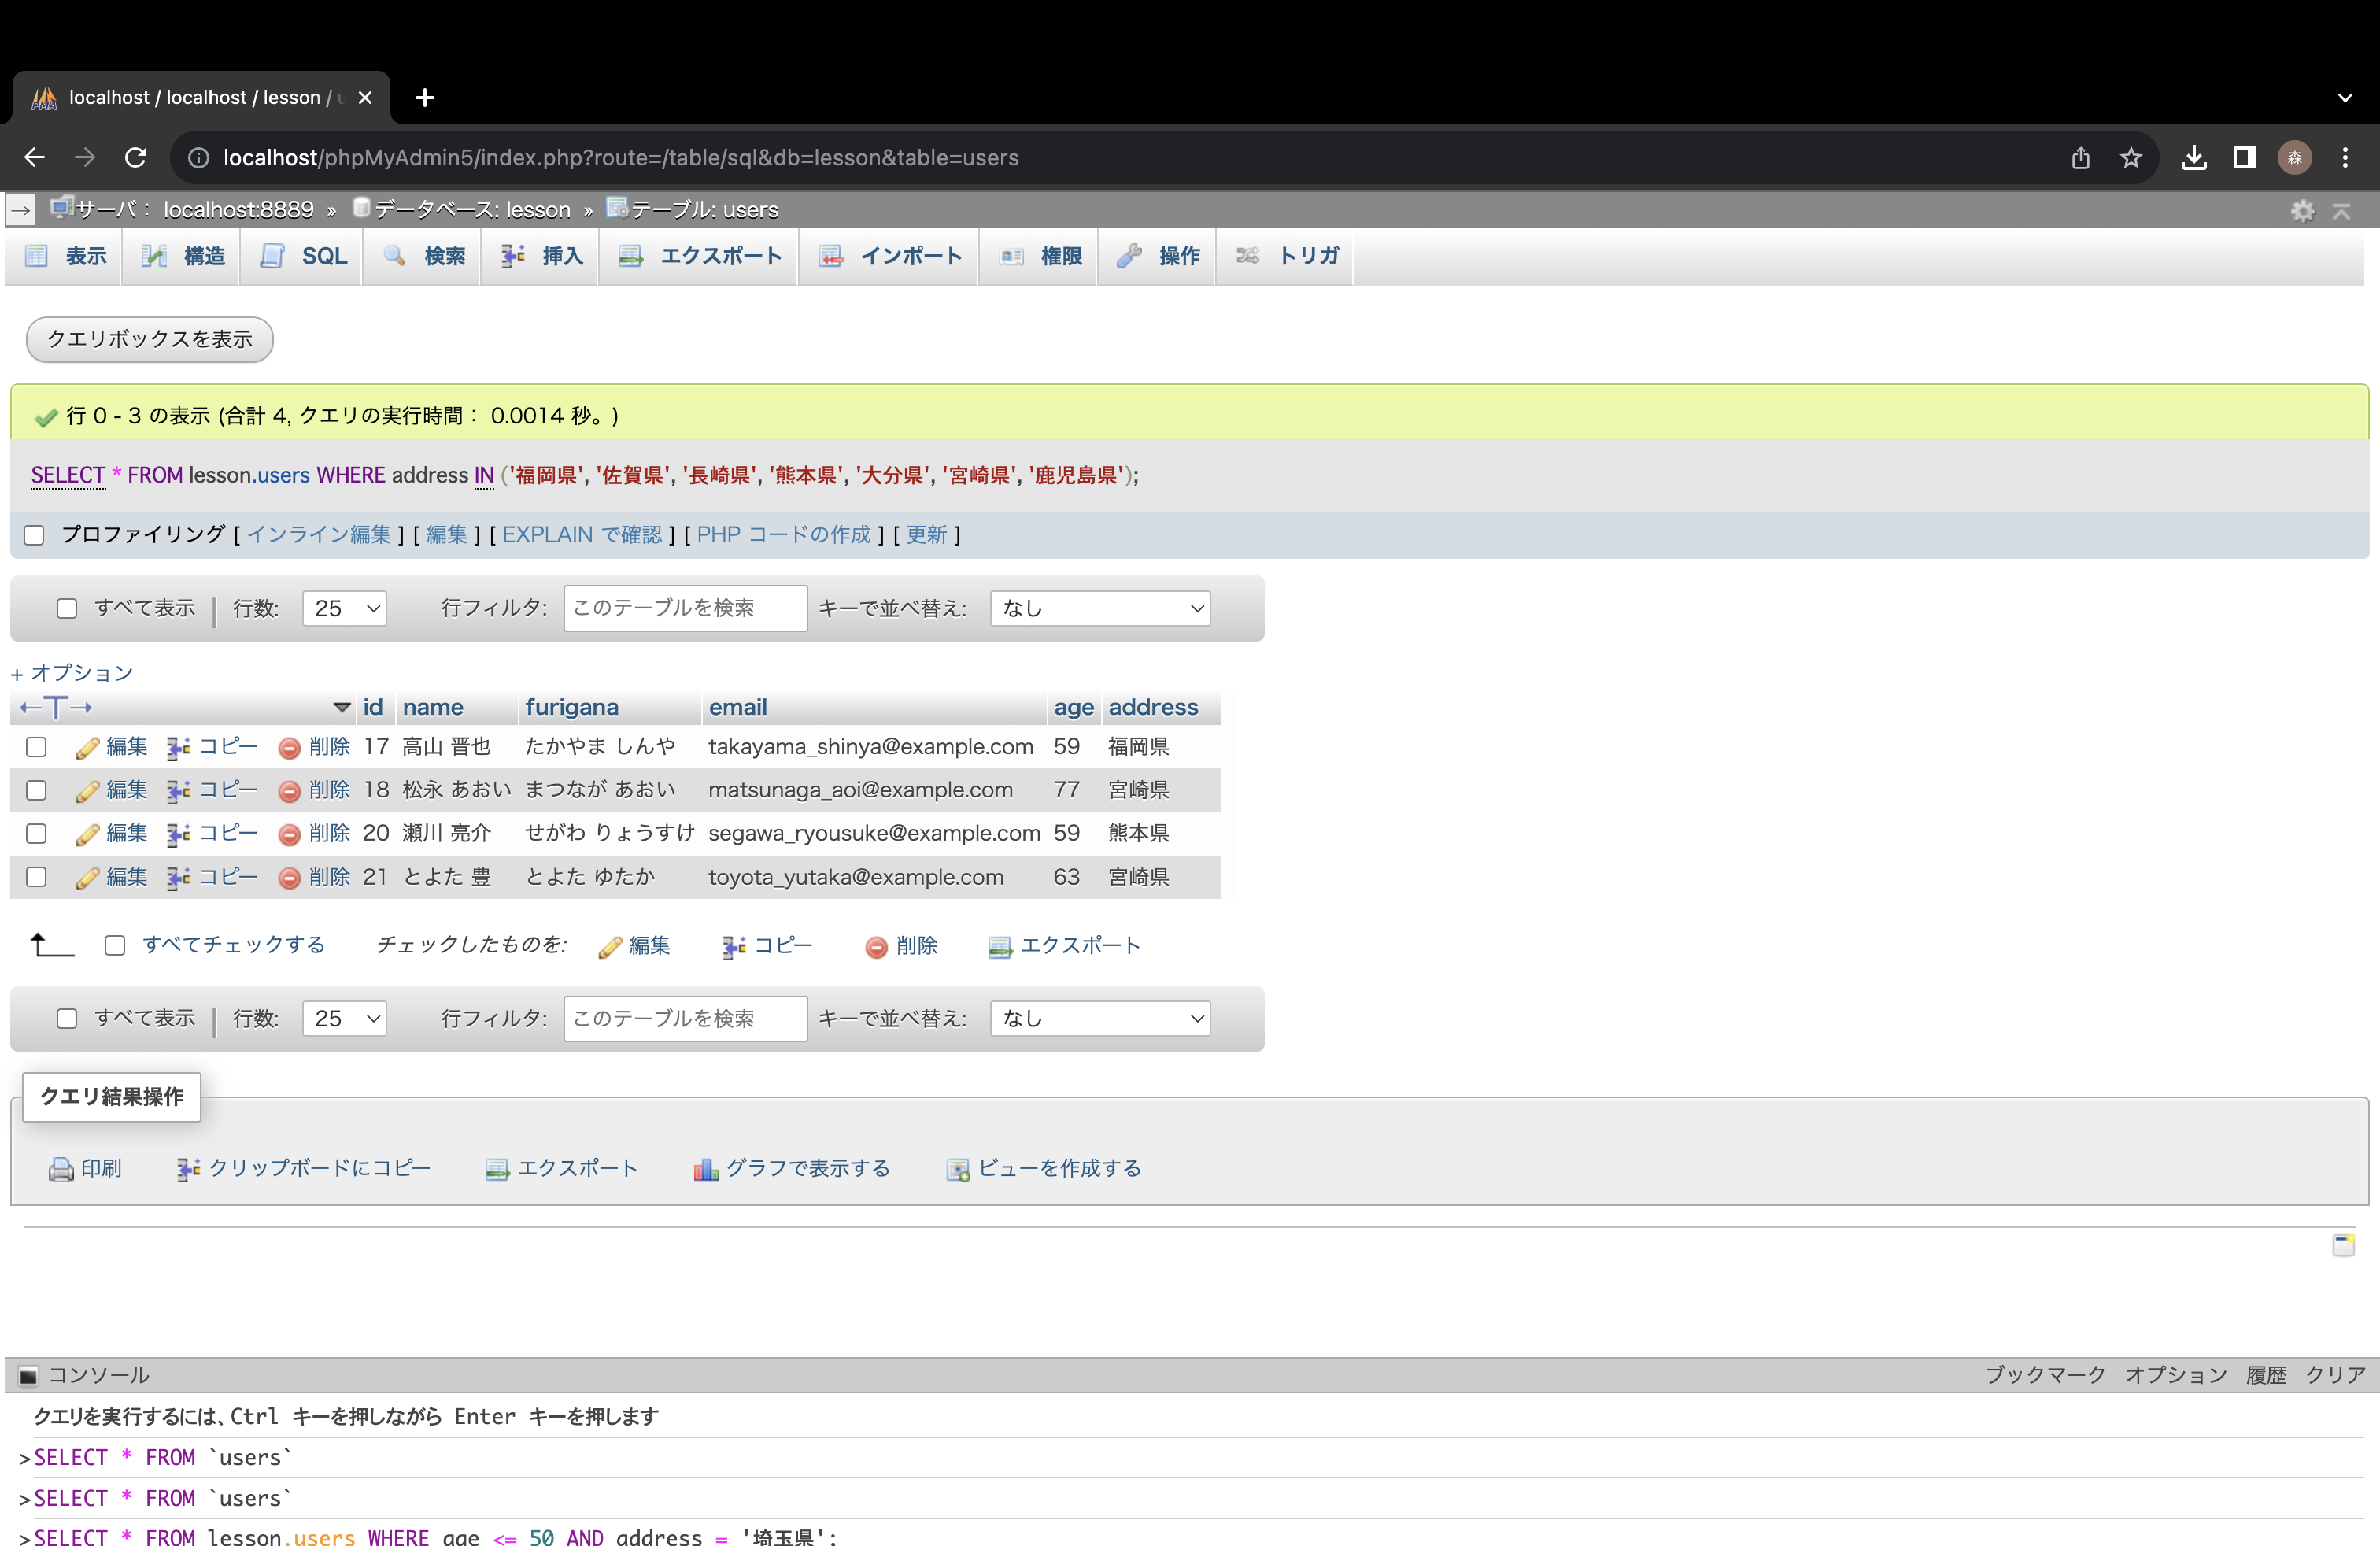 localhost / localhost / lesson /
localhost/phpMyAdmin5/index.php?route=/table/sql&db=lesson&table=users
森
サーバ: localhost:8889 » データベース: lesson » テーブル: users
表示 構造 SQL 検索 挿入 エクスポート インポート 権限 操作 トリガ
クエリボックスを表示
行 0 - 3 の表示 (合計 4, クエリの実行時間: 0.0014 秒。)
SELECT * FROM lesson.users WHERE address IN ('福岡県', '佐賀県', '長崎県', '熊本県', '大分県', '宮崎県', '鹿児島県');
プロファイリング [ インライン編集 ] [ 編集 ] [ EXPLAIN で確認 ] [ PHP コードの作成 ] [ 更新 ]
すべて表示 | 行数: 25 行フィルタ: このテーブルを検索 キーで並べ替え: なし
+ オプション
←T→ id name furigana email age address
編集 コピー 削除 17 高山 晋也 たかやま しんや takayama_shinya@example.com 59 福岡県
編集 コピー 削除 18 松永 あおい まつなが あおい matsunaga_aoi@example.com 77 宮崎県
編集 コピー 削除 20 瀬川 亮介 せがわ りょうすけ segawa_ryousuke@example.com 59 熊本県
編集 コピー 削除 21 とよた 豊 とよた ゆたか toyota_yutaka@example.com 63 宮崎県
すべてチェックする チェックしたものを: 編集 コピー 削除 エクスポート
すべて表示 | 行数: 25 行フィルタ: このテーブルを検索 キーで並べ替え: なし
クエリ結果操作
印刷 クリップボードにコピー エクスポート グラフで表示する ビューを作成する
コンソール ブックマーク オプション 履歴 クリア
クエリを実行するには、Ctrl キーを押しながら Enter キーを押します
>SELECT * FROM `users`
>SELECT * FROM `users`
>SELECT * FROM lesson.users WHERE age <= 50 AND address = '埼玉県';